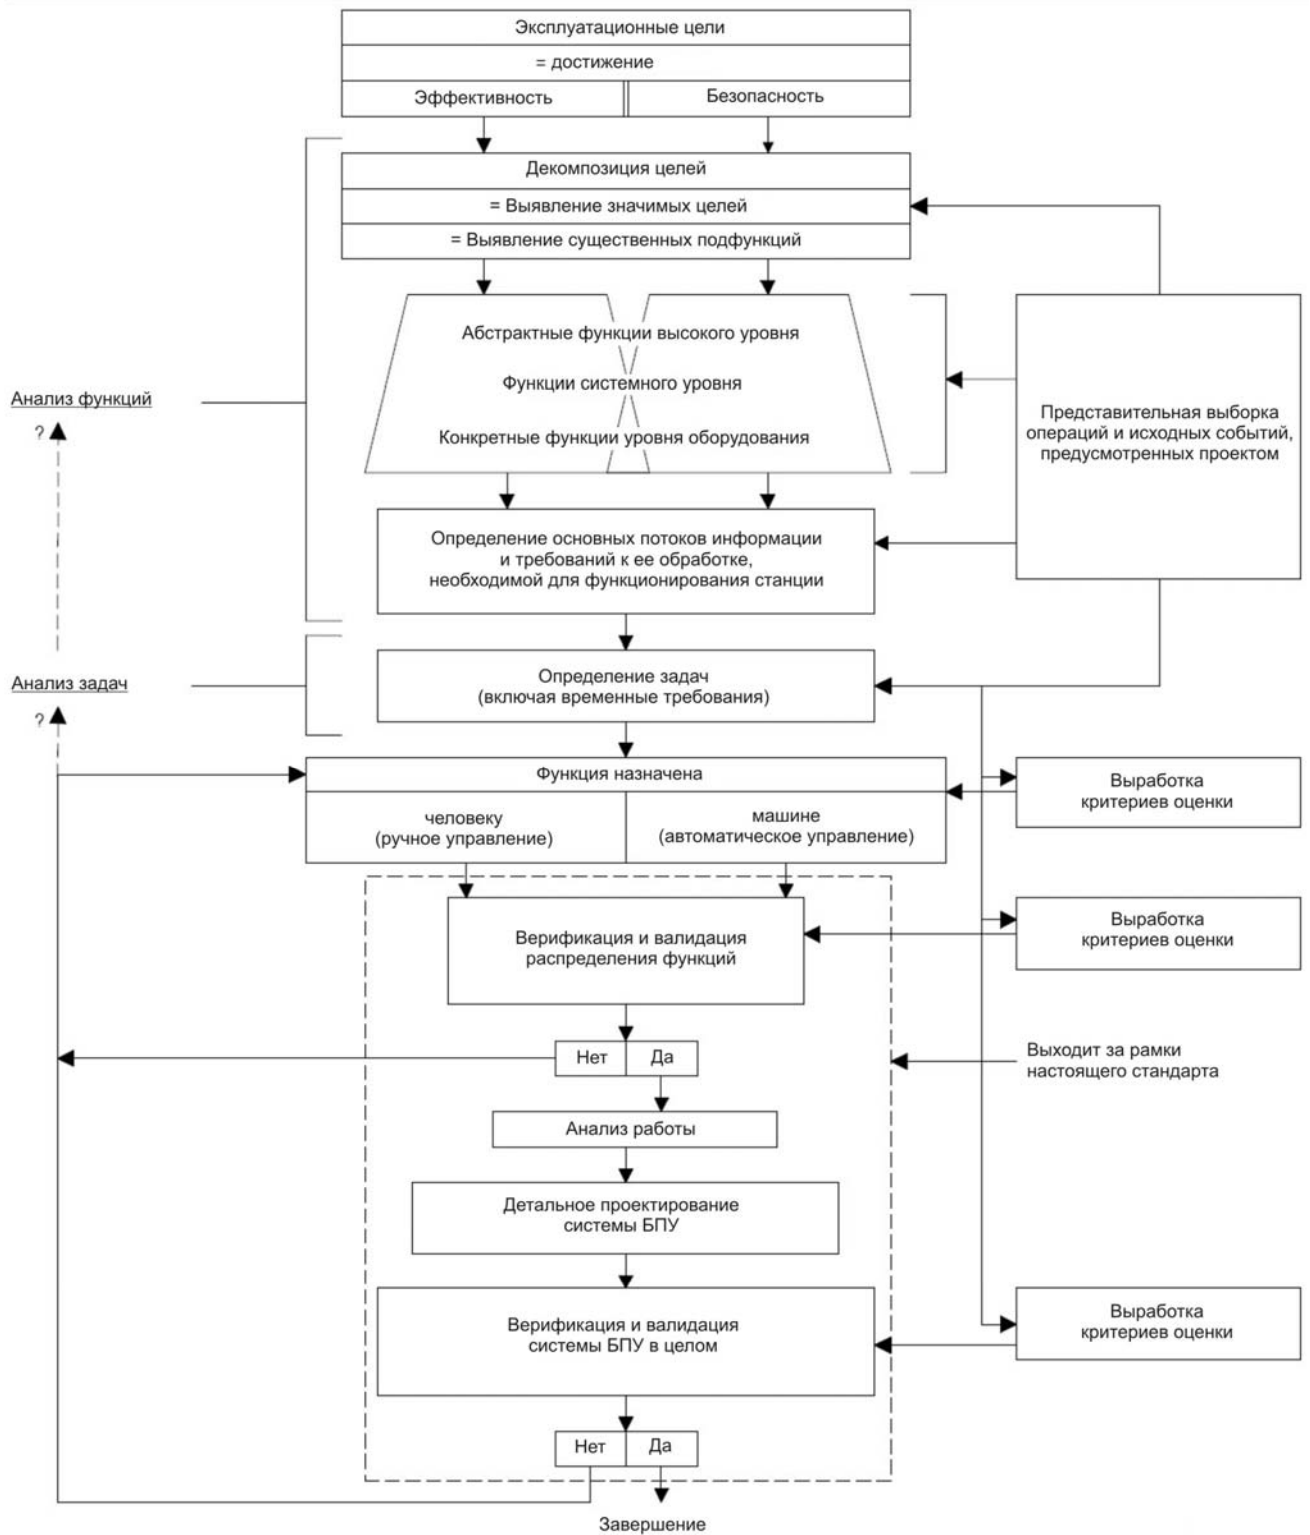 Эксплуатационные цели
= достижение
Эффективность
Безопасность
Декомпозиция целей
= Выявление значимых целей
= Выявление существенных подфункций
Абстрактные функции высокого уровня
Функции системного уровня
Конкретные функции уровня оборудования
Анализ функций
?
Представительная выборка
операций и исходных событий,
предусмотренных проектом
Определение основных потоков информации
и требований к ее обработке,
необходимой для функционирования станции
Анализ задач
?
Определение задач
(включая временные требования)
Функция назначена
человеку
(ручное управление)
машине
(автоматическое управление)
Выработка
критериев оценки
Верификация и валидация
распределения функций
Выработка
критериев оценки
Нет
Да
Выходит за рамки
настоящего стандарта
Анализ работы
Детальное проектирование
системы БПУ
Верификация и валидация
системы БПУ в целом
Выработка
критериев оценки
Нет
Да
Завершение